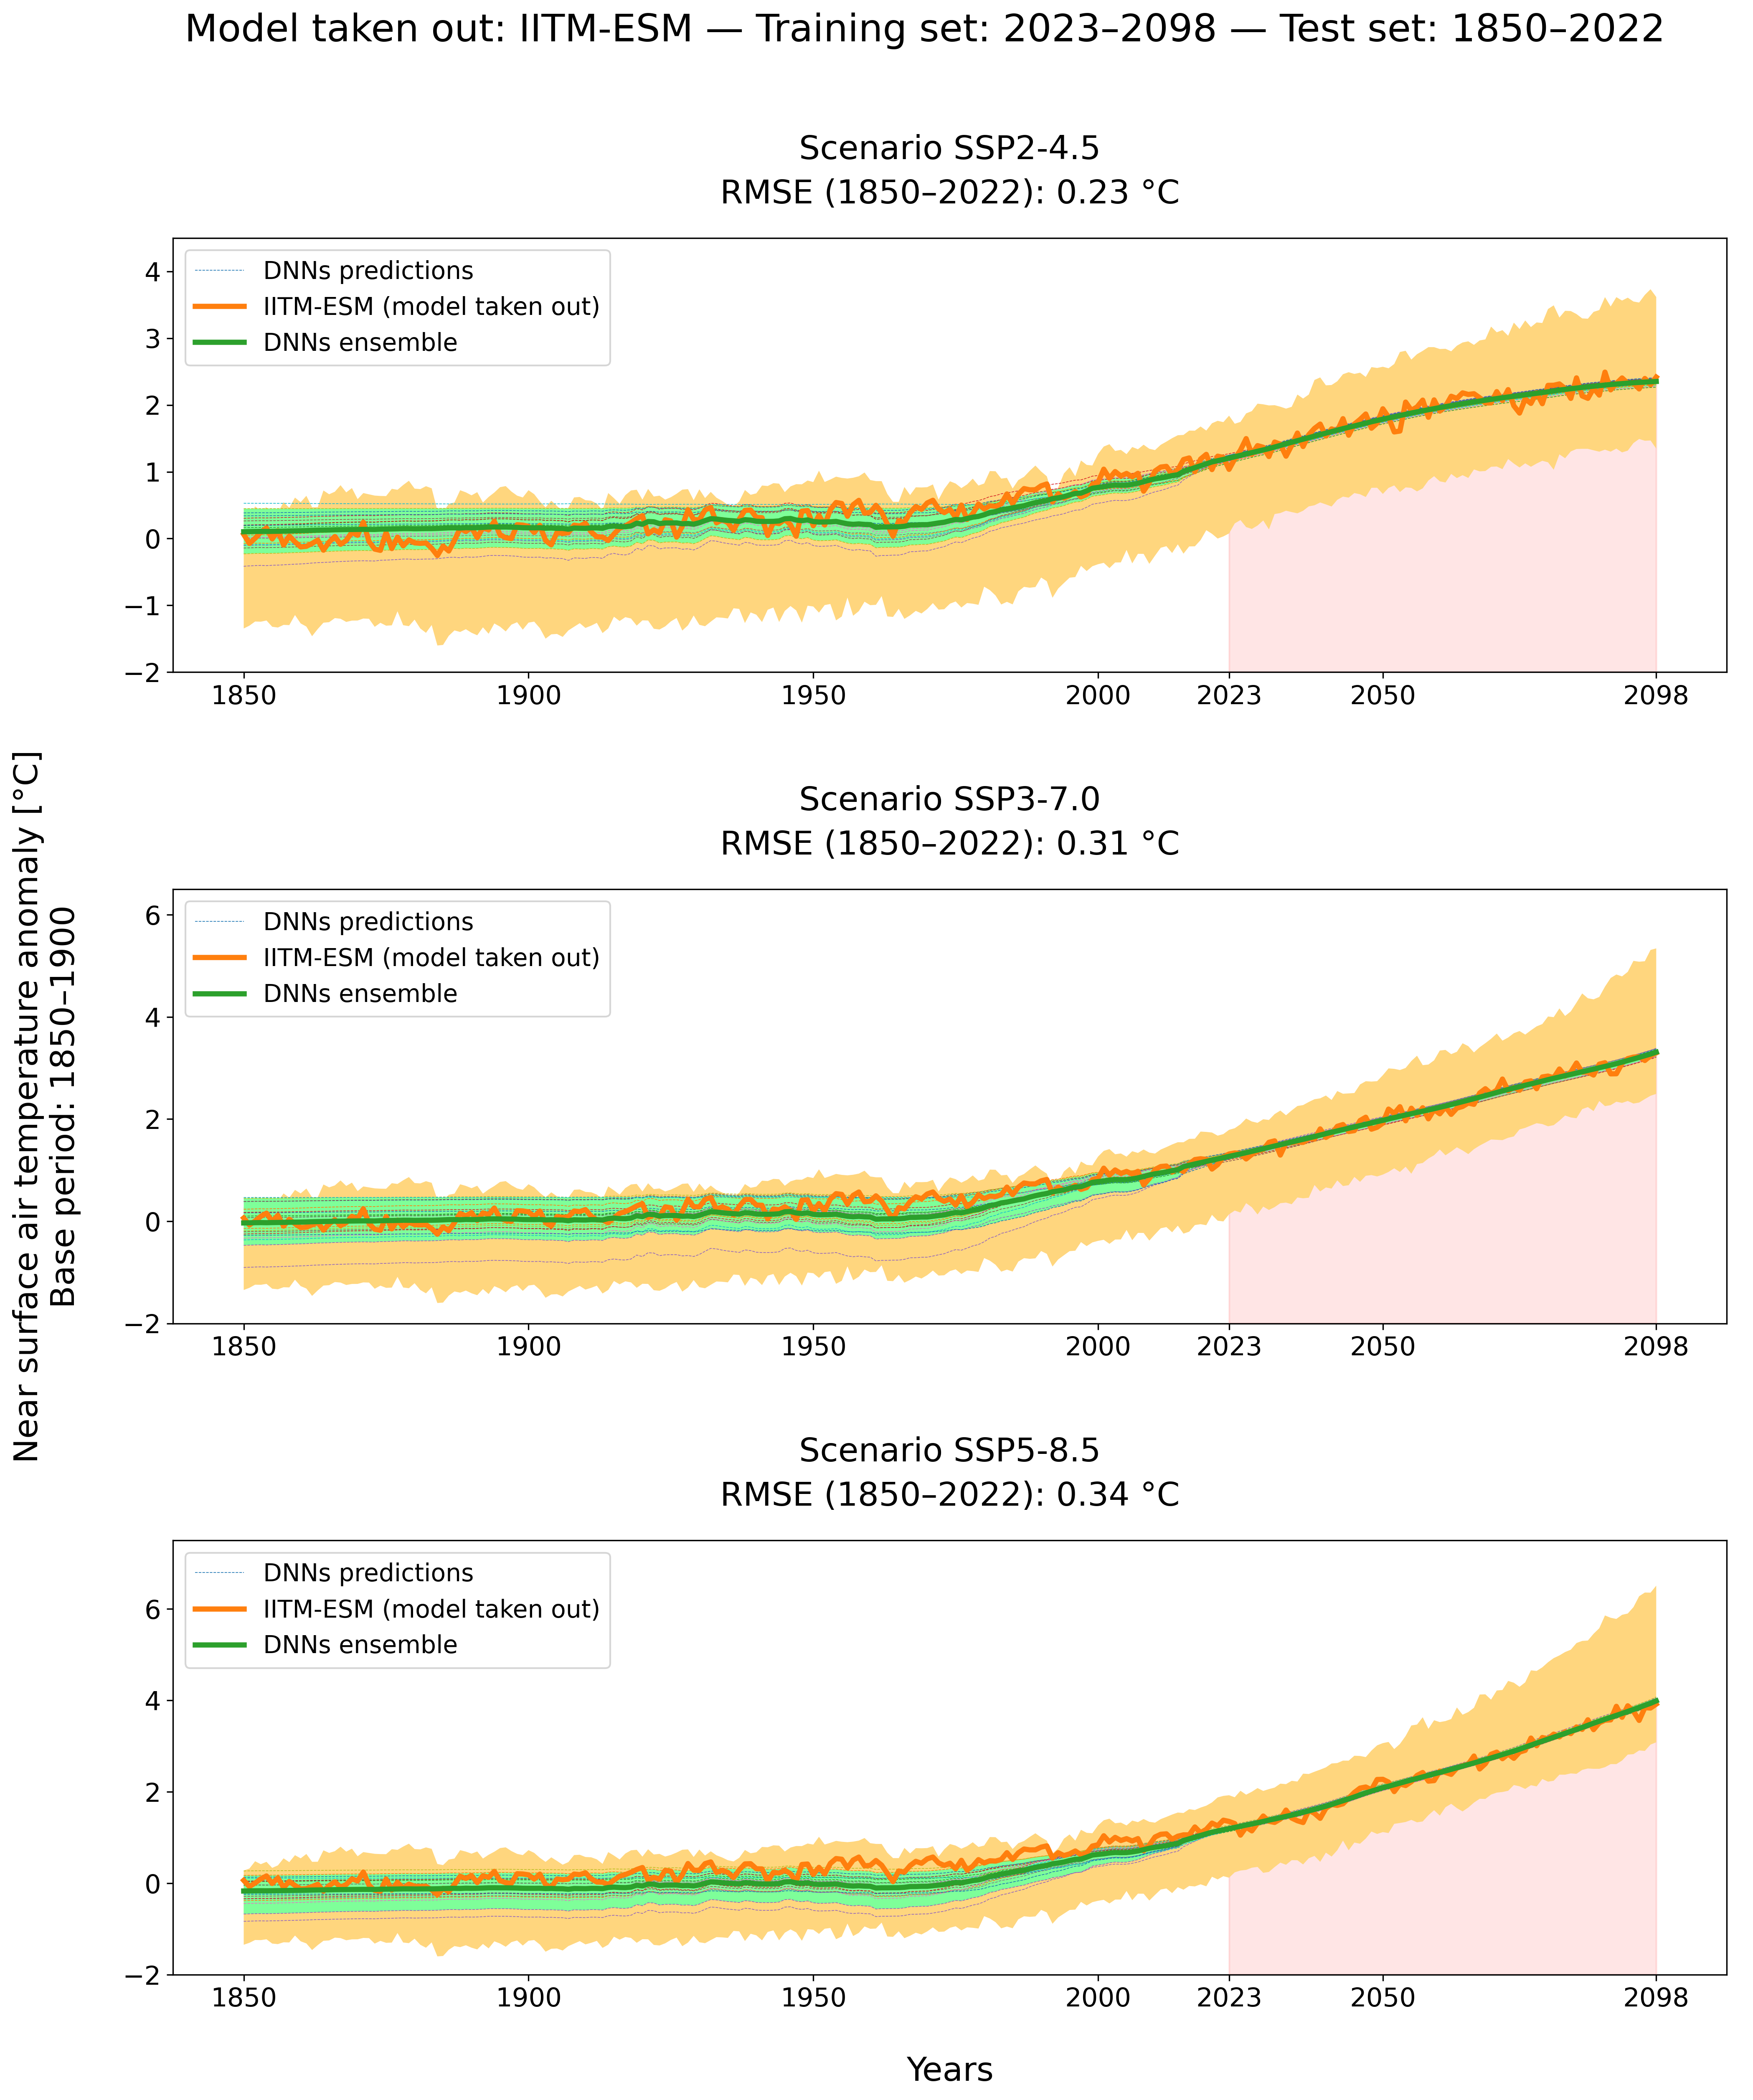 Model taken out: IITM-ESM — Training set: 2023–2098 — Test set: 1850–2022
Scenario SSP2-4.5
RMSE (1850–2022): 0.23 °C
DNNs predictions
IITM-ESM (model taken out)
DNNs ensemble
4
3
2
1
0
−1
−2
1850 1900 1950 2000 2023 2050 2098
Near surface air temperature anomaly [°C]
Base period: 1850–1900
Scenario SSP3-7.0
RMSE (1850–2022): 0.31 °C
DNNs predictions
IITM-ESM (model taken out)
DNNs ensemble
6
4
2
0
−2
1850 1900 1950 2000 2023 2050 2098
Scenario SSP5-8.5
RMSE (1850–2022): 0.34 °C
DNNs predictions
IITM-ESM (model taken out)
DNNs ensemble
6
4
2
0
−2
1850 1900 1950 2000 2023 2050 2098
Years